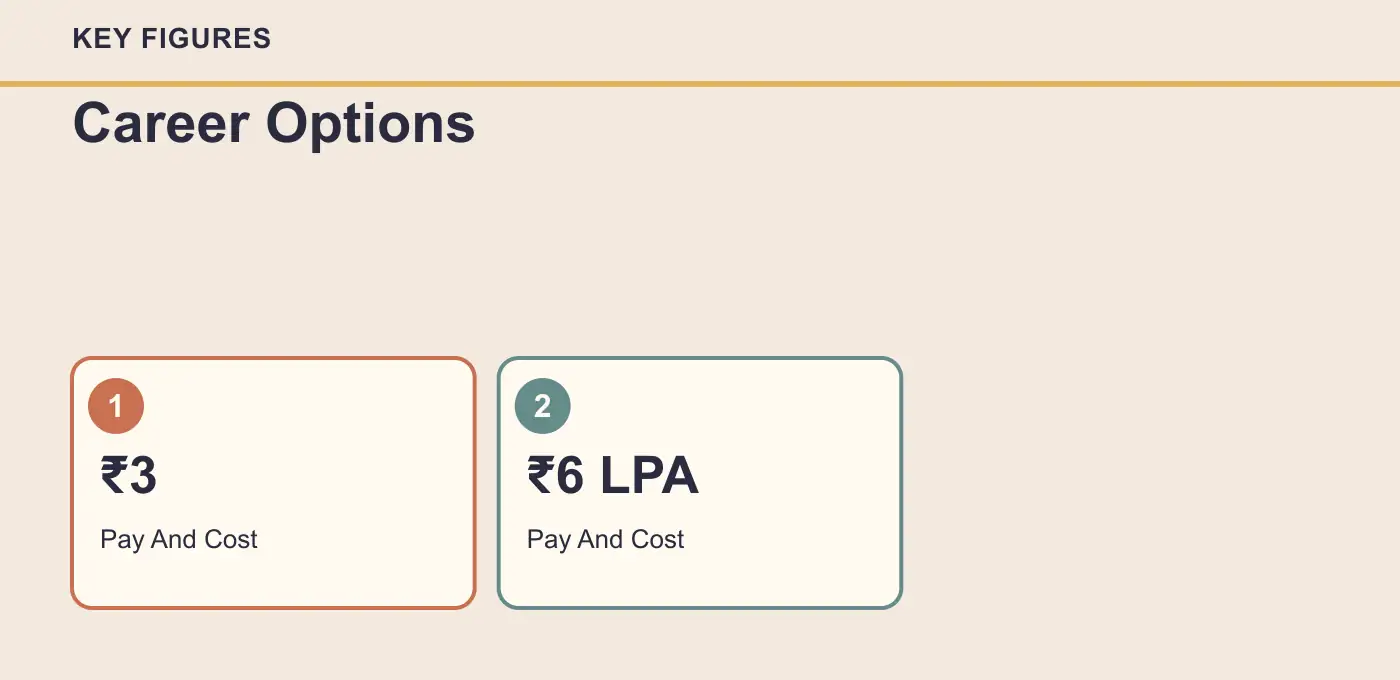 KEY FIGURES
Career Options
1
₹3
Pay And Cost
2
₹6 LPA
Pay And Cost